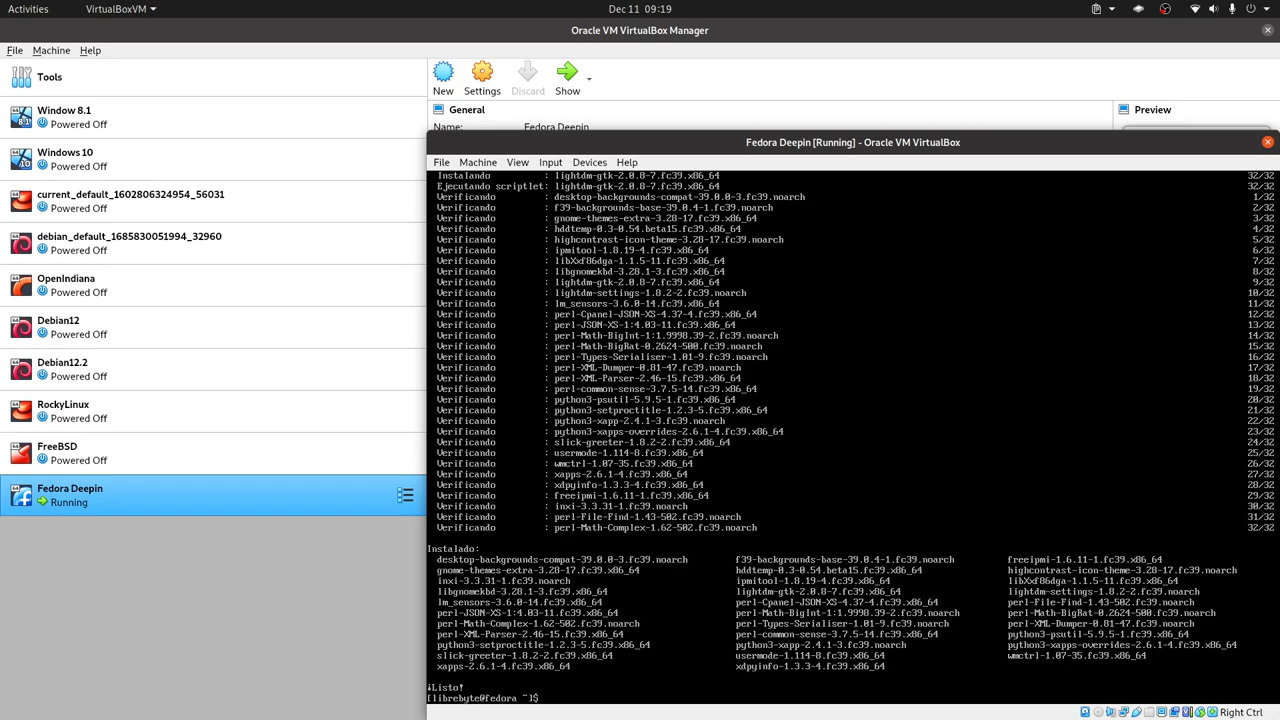 Activities VirtualBoxVM Dec 11 09:19
Oracle VM VirtualBox Manager
File Machine Help
Tools
Window 8.1
Powered Off
Windows 10
Powered Off
current_default_1602806324954_56031
Powered Off
debian_default_1685830051994_32960
Powered Off
OpenIndiana
Powered Off
Debian12
Powered Off
Debian12.2
Powered Off
RockyLinux
Powered Off
FreeBSD
Powered Off
Fedora Deepin
Running
New Settings Discard Show
General Preview
Name: Fedora Deepin
Fedora Deepin [Running] - Oracle VM VirtualBox
File Machine View Input Devices Help
Instalando : lightdm-gtk-2.0.8-7.fc39.x86_64 32/32
Ejecutando scriptlet: lightdm-gtk-2.0.8-7.fc39.x86_64 32/32
Verificando : desktop-backgrounds-compat-39.0.0-3.fc39.noarch 1/32
Verificando : f39-backgrounds-base-39.0.4-1.fc39.noarch 2/32
Verificando : gnome-themes-extra-3.28-17.fc39.x86_64 3/32
Verificando : hddtemp-0.3-0.54.beta15.fc39.x86_64 4/32
Verificando : highcontrast-icon-theme-3.28-17.fc39.noarch 5/32
Verificando : ipmitool-1.8.19-4.fc39.x86_64 6/32
Verificando : libXxf86dga-1.1.5-11.fc39.x86_64 7/32
Verificando : libgnomekbd-3.28.1-3.fc39.x86_64 8/32
Verificando : lightdm-gtk-2.0.8-7.fc39.x86_64 9/32
Verificando : lightdm-settings-1.8.2-2.fc39.noarch 10/32
Verificando : lm_sensors-3.6.0-14.fc39.x86_64 11/32
Verificando : perl-Cpanel-JSON-XS-4.37-4.fc39.x86_64 12/32
Verificando : perl-JSON-XS-1:4.03-11.fc39.x86_64 13/32
Verificando : perl-Math-BigInt-1:1.9998.39-2.fc39.noarch 14/32
Verificando : perl-Math-BigRat-0.2624-500.fc39.noarch 15/32
Verificando : perl-Types-Serialiser-1.01-9.fc39.noarch 16/32
Verificando : perl-XML-Dumper-0.81-47.fc39.noarch 17/32
Verificando : perl-XML-Parser-2.46-15.fc39.x86_64 18/32
Verificando : perl-common-sense-3.7.5-14.fc39.x86_64 19/32
Verificando : python3-psutil-5.9.5-1.fc39.x86_64 20/32
Verificando : python3-setproctitle-1.2.3-5.fc39.x86_64 21/32
Verificando : python3-xapp-2.4.1-3.fc39.noarch 22/32
Verificando : python3-xapps-overrides-2.6.1-4.fc39.x86_64 23/32
Verificando : slick-greeter-1.8.2-2.fc39.x86_64 24/32
Verificando : usermode-1.114-8.fc39.x86_64 25/32
Verificando : wmctrl-1.07-35.fc39.x86_64 26/32
Verificando : xapps-2.6.1-4.fc39.x86_64 27/32
Verificando : xdpyinfo-1.3.3-4.fc39.x86_64 28/32
Verificando : freeipmi-1.6.11-1.fc39.x86_64 29/32
Verificando : inxi-3.3.31-1.fc39.noarch 30/32
Verificando : perl-File-Find-1.43-502.fc39.noarch 31/32
Verificando : perl-Math-Complex-1.62-502.fc39.noarch 32/32
Instalado:
desktop-backgrounds-compat-39.0.0-3.fc39.noarch f39-backgrounds-base-39.0.4-1.fc39.noarch freeipmi-1.6.11-1.fc39.x86_64
gnome-themes-extra-3.28-17.fc39.x86_64 hddtemp-0.3-0.54.beta15.fc39.x86_64 highcontrast-icon-theme-3.28-17.fc39.noarch
inxi-3.3.31-1.fc39.noarch ipmitool-1.8.19-4.fc39.x86_64 libXxf86dga-1.1.5-11.fc39.x86_64
libgnomekbd-3.28.1-3.fc39.x86_64 lightdm-gtk-2.0.8-7.fc39.x86_64 lightdm-settings-1.8.2-2.fc39.noarch
lm_sensors-3.6.0-14.fc39.x86_64 perl-Cpanel-JSON-XS-4.37-4.fc39.x86_64 perl-File-Find-1.43-502.fc39.noarch
perl-JSON-XS-1:4.03-11.fc39.x86_64 perl-Math-BigInt-1:1.9998.39-2.fc39.noarch perl-Math-BigRat-0.2624-500.fc39.noarch
perl-Math-Complex-1.62-502.fc39.noarch perl-Types-Serialiser-1.01-9.fc39.noarch perl-XML-Dumper-0.81-47.fc39.noarch
perl-XML-Parser-2.46-15.fc39.x86_64 perl-common-sense-3.7.5-14.fc39.x86_64 python3-psutil-5.9.5-1.fc39.x86_64
python3-setproctitle-1.2.3-5.fc39.x86_64 python3-xapp-2.4.1-3.fc39.noarch python3-xapps-overrides-2.6.1-4.fc39.x86_64
slick-greeter-1.8.2-2.fc39.x86_64 usermode-1.114-8.fc39.x86_64 wmctrl-1.07-35.fc39.x86_64
xapps-2.6.1-4.fc39.x86_64 xdpyinfo-1.3.3-4.fc39.x86_64
¡Listo!
[librebyte@fedora ~]$
Right Ctrl